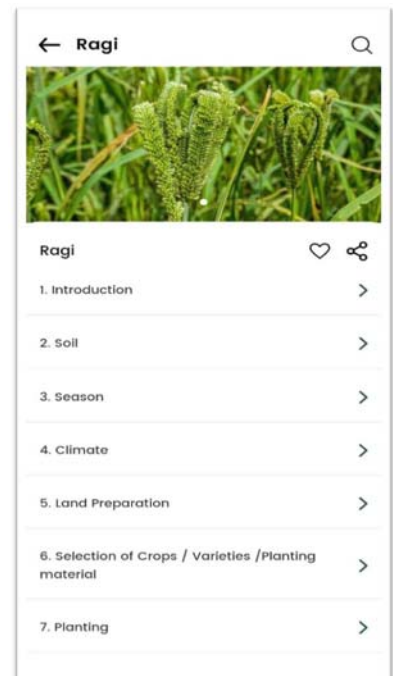 Ragi
Ragi
1. Introduction
2. Soil
3. Season
4. Climate
5. Land Preparation
6. Selection of Crops / Varieties /Planting
material
7. Planting